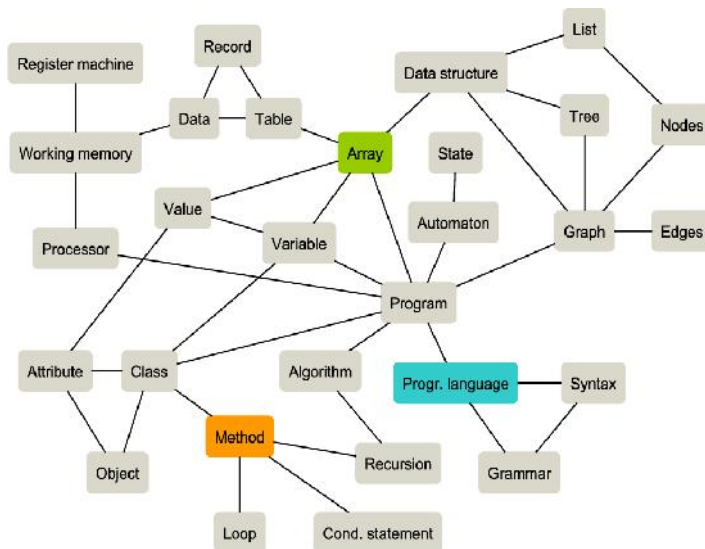 List
Record
Register machine
Data structure
Data
Table
Tree
Nodes
Working memory
Array
State
Value
Automaton
Graph
Edges
Variable
Processor
Program
Attribute
Class
Algorithm
Progr. language
Syntax
Method
Object
Recursion
Grammar
Loop
Cond. statement